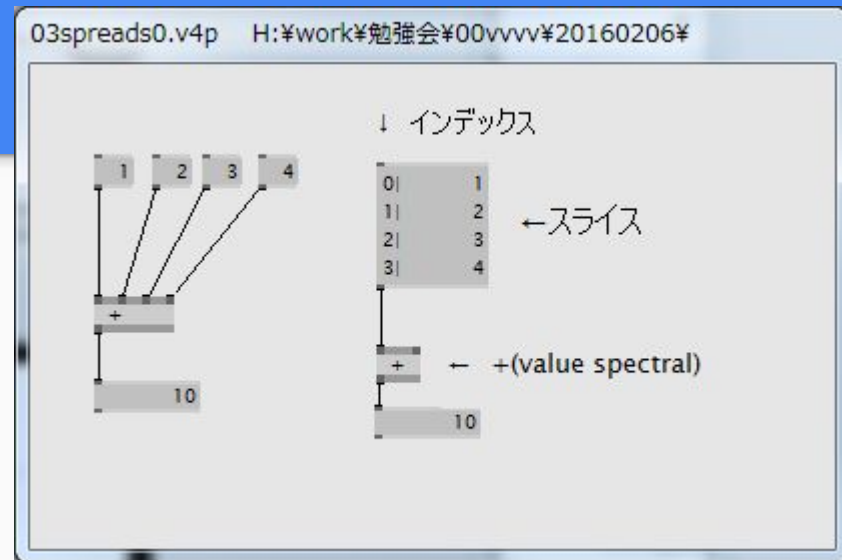 03spreads0.v4p H:¥work¥勉強会¥00vvvv¥20160206¥
↓ インデックス
1 2 3 4
0| 1
1| 2
2| 3
3| 4
←スライス
+
+ ← +(value spectral)
10
10